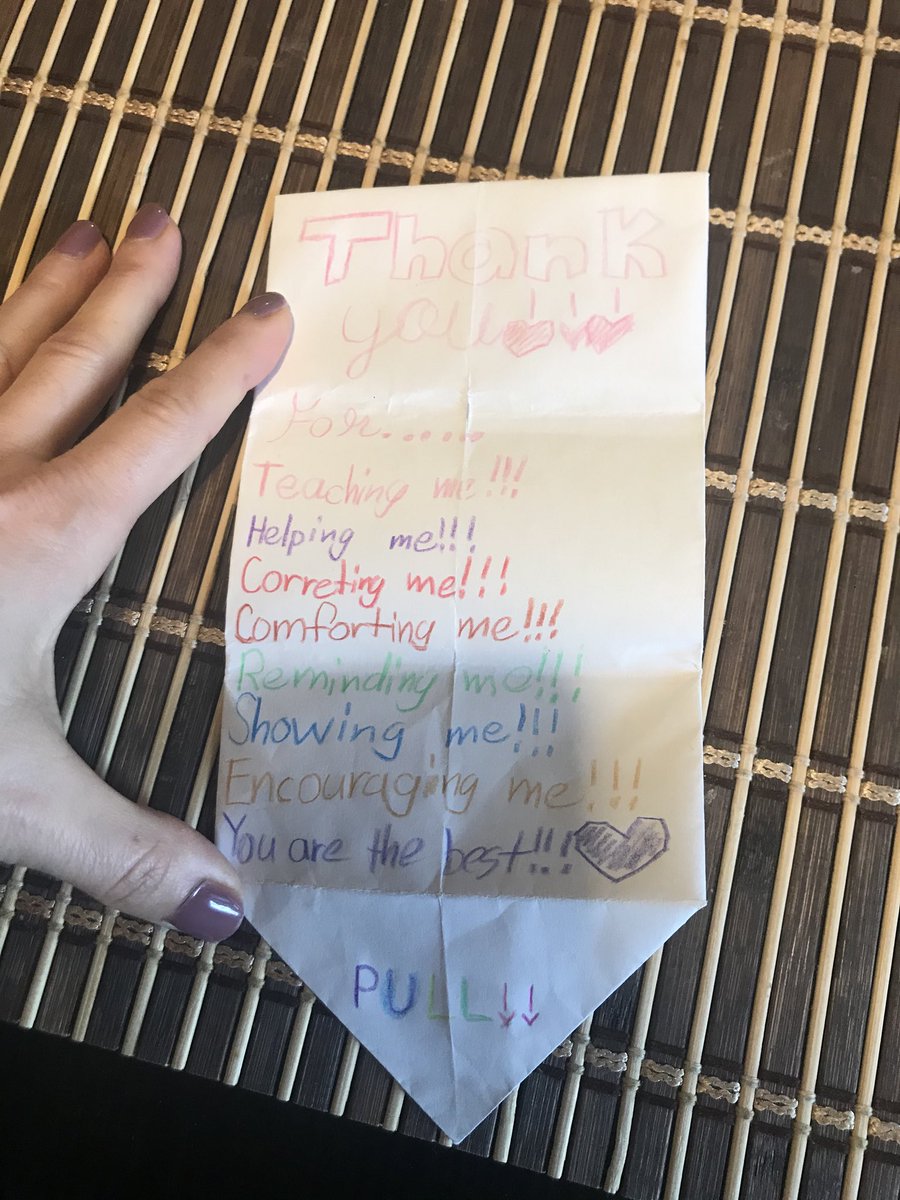 Thank
you!!!
For......
Teaching me!!!
Helping me!!!
Correting me!!!
Comforting me!!!
Reminding me!!!
Showing me!!!
Encouraging me!!!
You are the best!!!
PULL↓↓